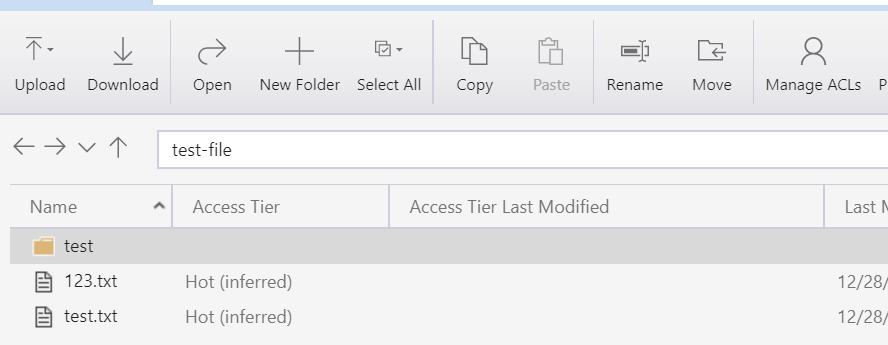 Upload Download Open New Folder Select All Copy Paste Rename Move Manage ACLs
test-file
Name Access Tier Access Tier Last Modified Last M
test
123.txt Hot (inferred) 12/28/
test.txt Hot (inferred) 12/28/